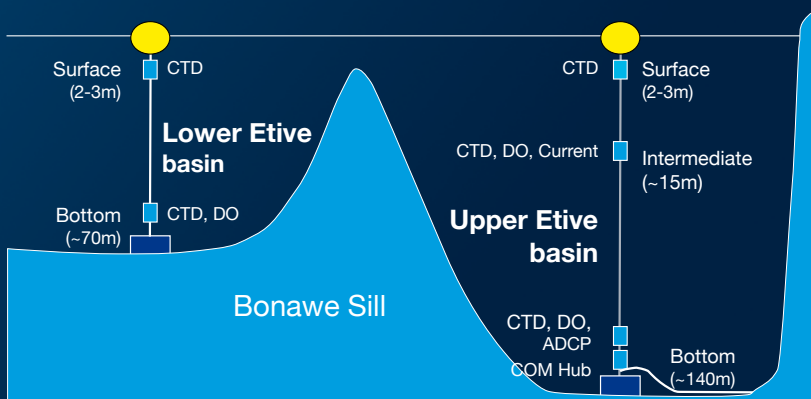 Surface
(2-3m)
CTD
Lower Etive
basin
Bottom
(~70m)
CTD, DO
Bonawe Sill
CTD
Surface
(2-3m)
CTD, DO, Current
Intermediate
(~15m)
Upper Etive
basin
CTD, DO,
ADCP
COM Hub
Bottom
(~140m)